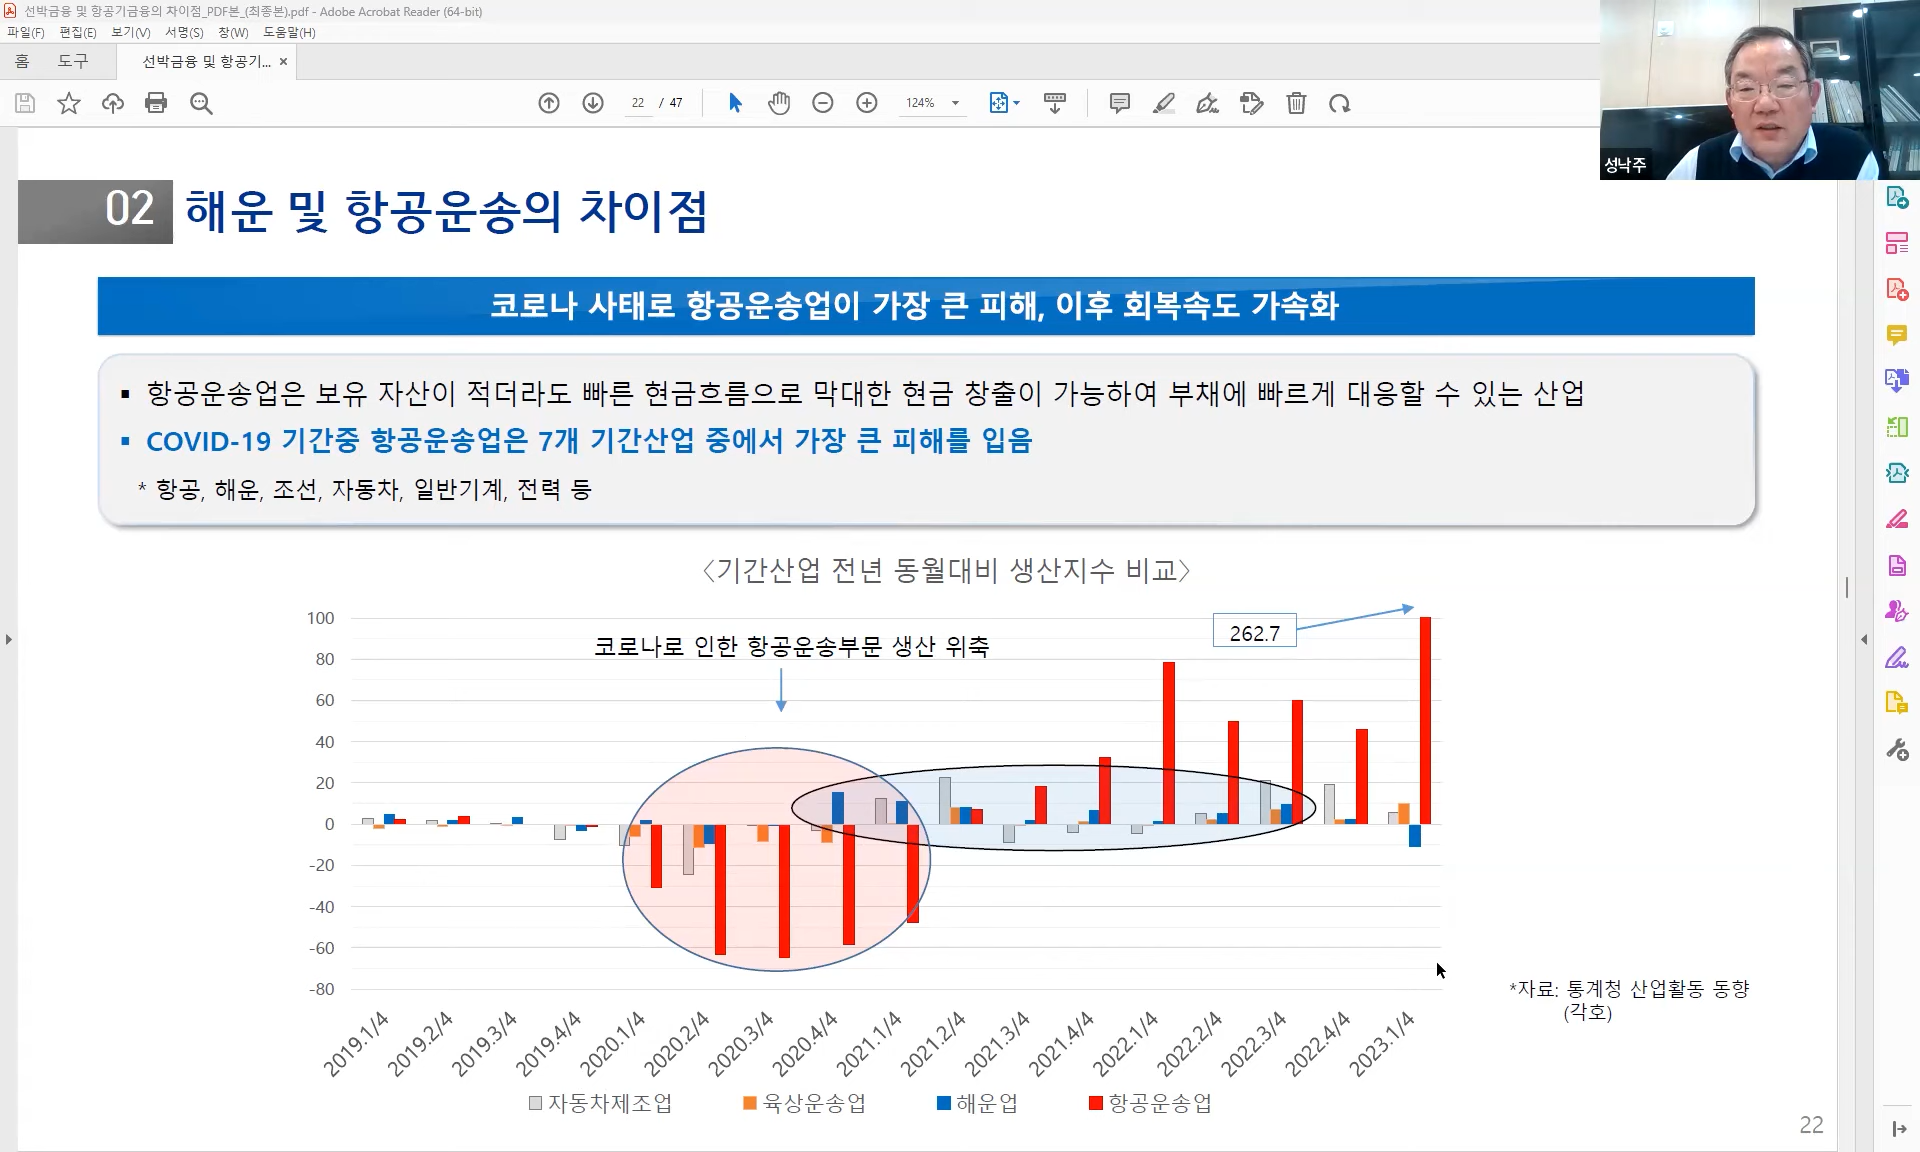 선박금융 및 항공기금융의 차이점_PDF본_(최종본).pdf - Adobe Acrobat Reader (64-bit)
파일(F) 편집(E) 보기(V) 서명(S) 창(W) 도움말(H)
홈 도구 선박금융 및 항공기... ×
22 / 47 124%
성낙주
02 해운 및 항공운송의 차이점
코로나 사태로 항공운송업이 가장 큰 피해, 이후 회복속도 가속화
▪ 항공운송업은 보유 자산이 적더라도 빠른 현금흐름으로 막대한 현금 창출이 가능하여 부채에 빠르게 대응할 수 있는 산업
▪ COVID-19 기간중 항공운송업은 7개 기간산업 중에서 가장 큰 피해를 입음
* 항공, 해운, 조선, 자동차, 일반기계, 전력 등
〈기간산업 전년 동월대비 생산지수 비교〉
코로나로 인한 항공운송부문 생산 위축
262.7
100
80
60
40
20
0
-20
-40
-60
-80
2019.1/4 2019.2/4 2019.3/4 2019.4/4 2020.1/4 2020.2/4 2020.3/4 2020.4/4 2021.1/4 2021.2/4 2021.3/4 2021.4/4 2022.1/4 2022.2/4 2022.3/4 2022.4/4 2023.1/4
자동차제조업 육상운송업 해운업 항공운송업
*자료: 통계청 산업활동 동향
(각호)
22